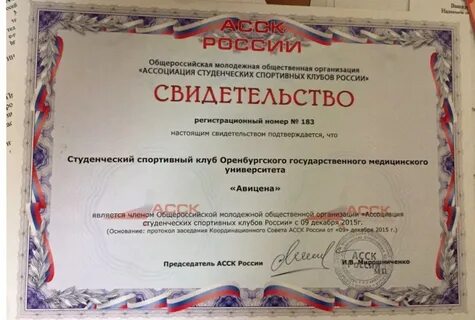 АССК
РОССИИ
Общероссийская молодежная общественная организация
«АССОЦИАЦИЯ СТУДЕНЧЕСКИХ СПОРТИВНЫХ КЛУБОВ РОССИИ»
СВИДЕТЕЛЬСТВО
регистрационный номер № 183
настоящим свидетельством подтверждается, что
Студенческий спортивный клуб Оренбургского государственного медицинского
университета
«Авицена»
АССК
является членом Общероссийской молодежной общественной организации «Ассоциация
студенческих спортивных клубов России» с 09 декабря 2015г.
(Основание: протокол заседания Координационного Совета АССК России от «09» декабря 2015 г.)
Председатель АССК России
И.В. Мирошниченко
АССК
РОССИИ
М.П.